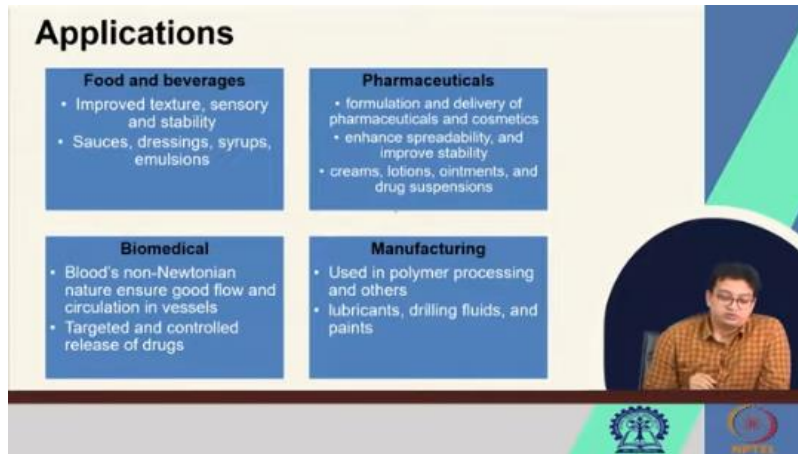 Applications
Food and beverages
• Improved texture, sensory
and stability
• Sauces, dressings, syrups,
emulsions
Pharmaceuticals
• formulation and delivery of
pharmaceuticals and cosmetics
• enhance spreadability, and
improve stability
• creams, lotions, ointments, and
drug suspensions
Biomedical
• Blood's non-Newtonian
nature ensure good flow and
circulation in vessels
• Targeted and controlled
release of drugs
Manufacturing
• Used in polymer processing
and others
• lubricants, drilling fluids, and
paints
NPTEL